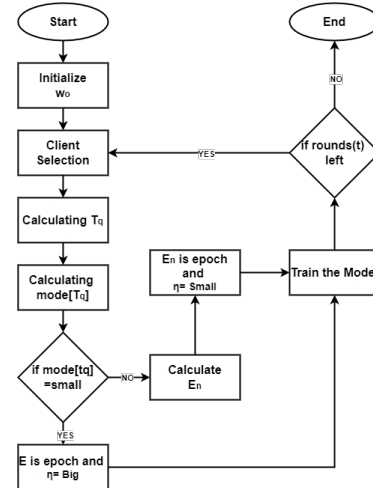 Start
Initialize
wo
Client
Selection
Calculating Tq
Calculating
mode[Tq]
if mode[tq]
=small
YES
E is epoch and
η= Big
NO
Calculate
En
En is epoch
and
η= Small
Train the Mode
if rounds(t)
left
YES
NO
End